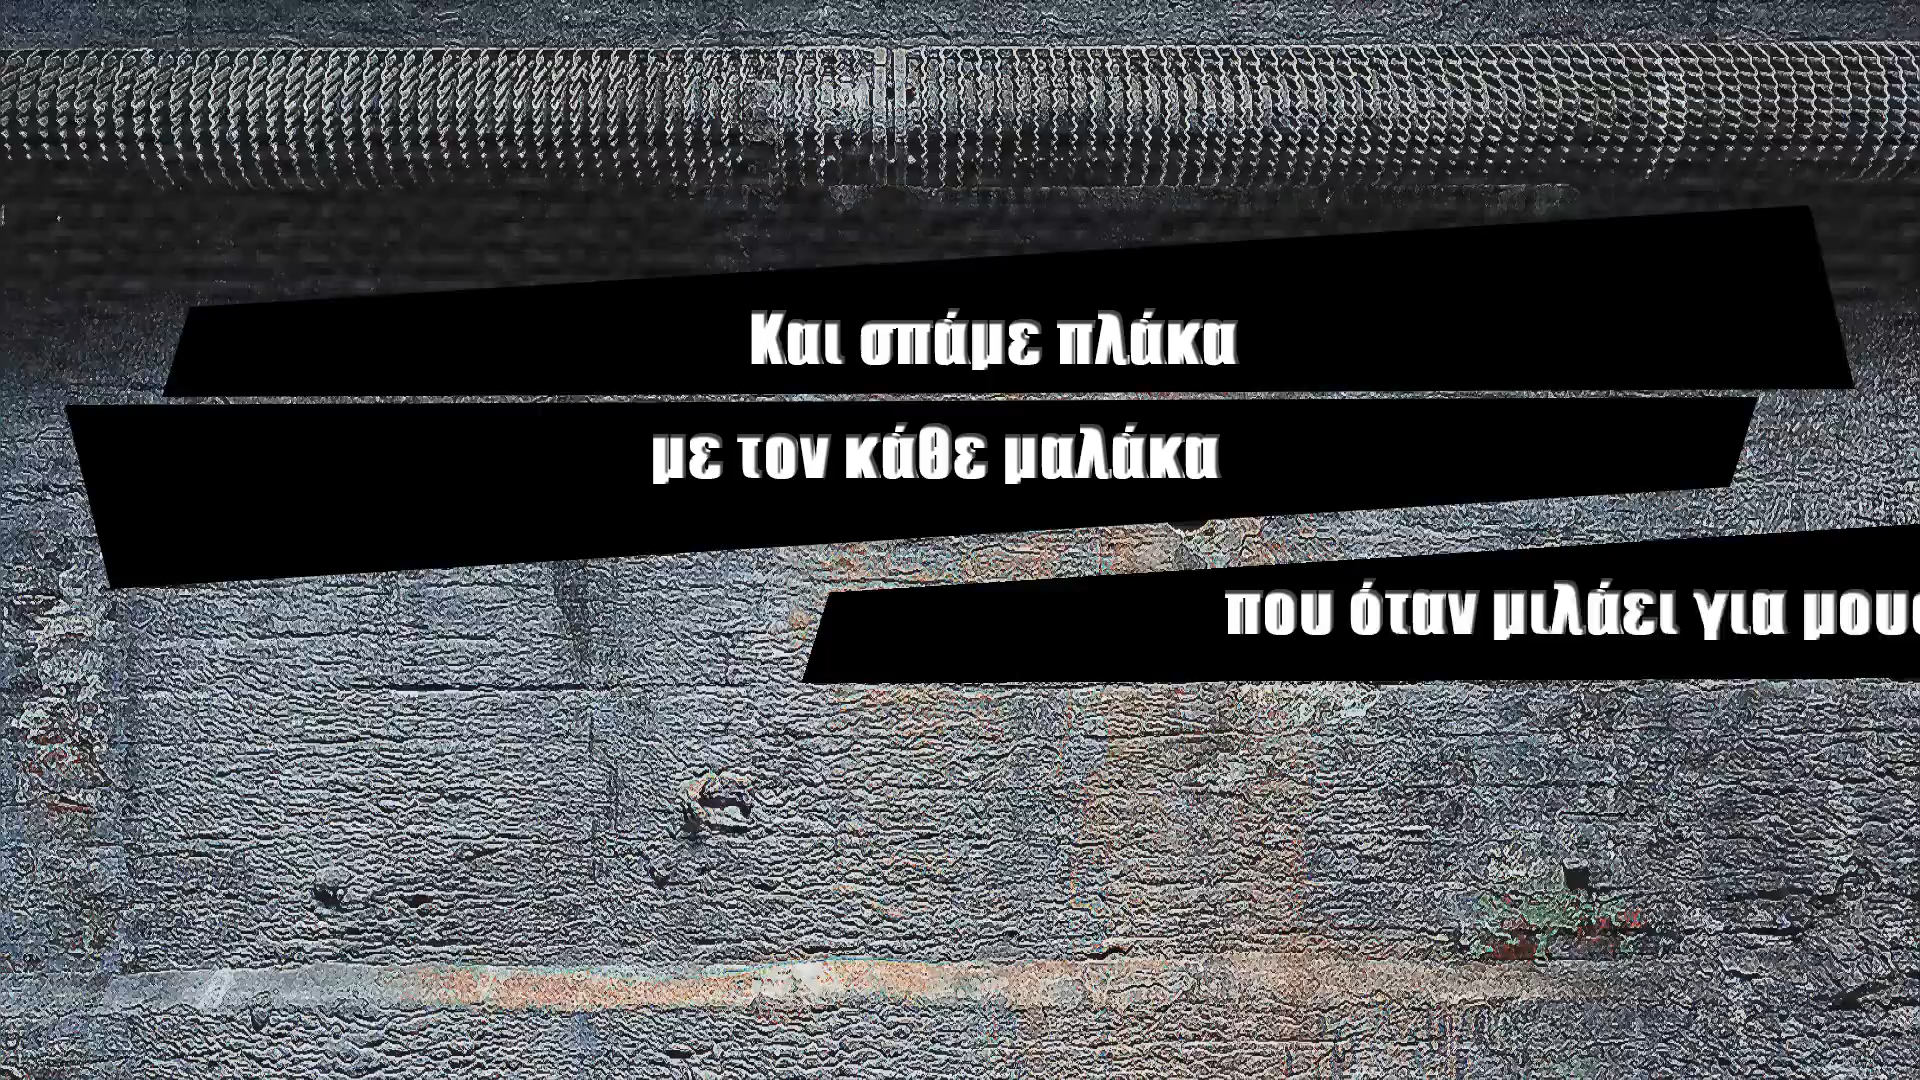 Και σπάμε πλάκα
με τον κάθε μαλάκα
που όταν μιλάει για